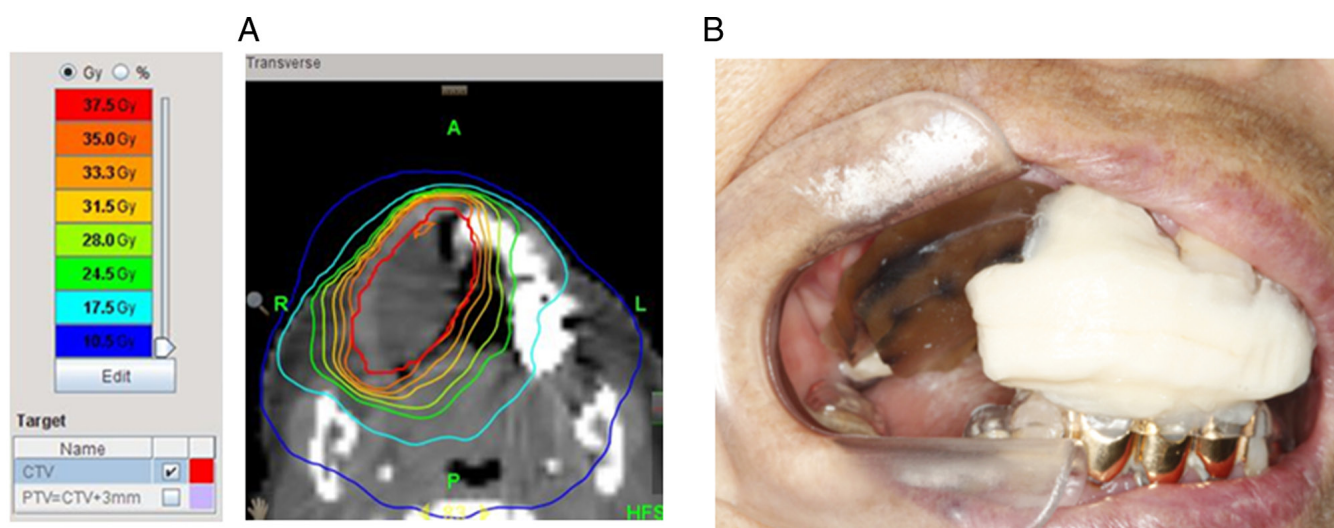 A
B
Gy %
37.5 Gy
35.0 Gy
33.3 Gy
31.5 Gy
28.0 Gy
24.5 Gy
17.5 Gy
10.5 Gy
Edit
Target
Name
CTV
PTV=CTV+3mm
Transverse
A
R
L
P
HFS